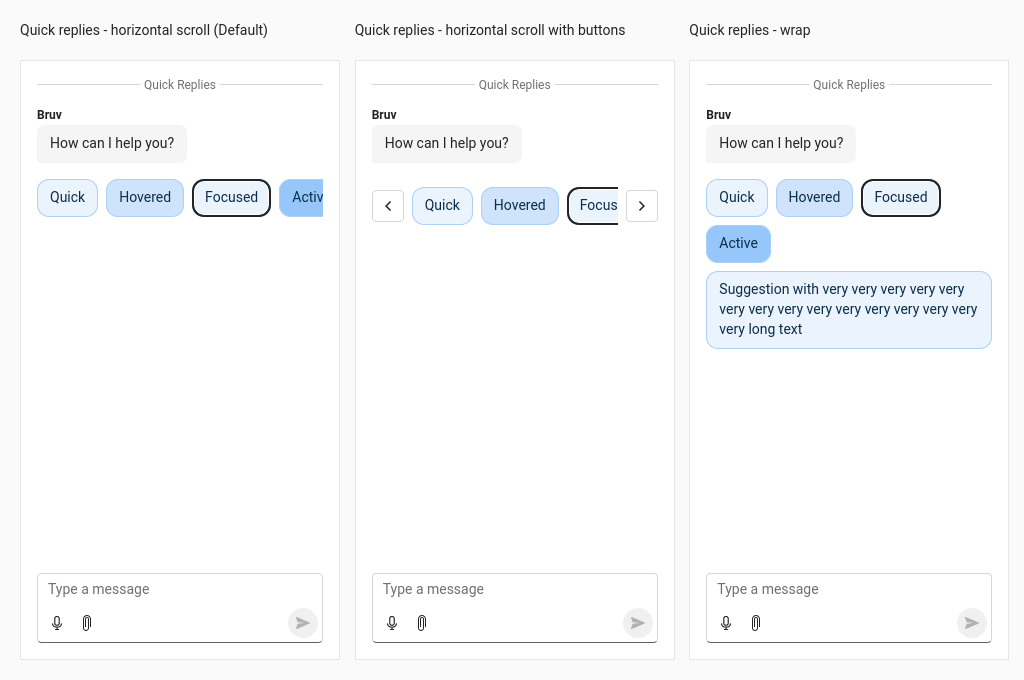 Quick replies - horizontal scroll (Default)
Quick Replies
Bruv
How can I help you?
Quick
Hovered
Focused
Activ
Type a message
Quick replies - horizontal scroll with buttons
Quick Replies
Bruv
How can I help you?
Quick
Hovered
Focus
Type a message
Quick replies - wrap
Quick Replies
Bruv
How can I help you?
Quick
Hovered
Focused
Active
Suggestion with very very very very very
very very very very very very very very very
very long text
Type a message